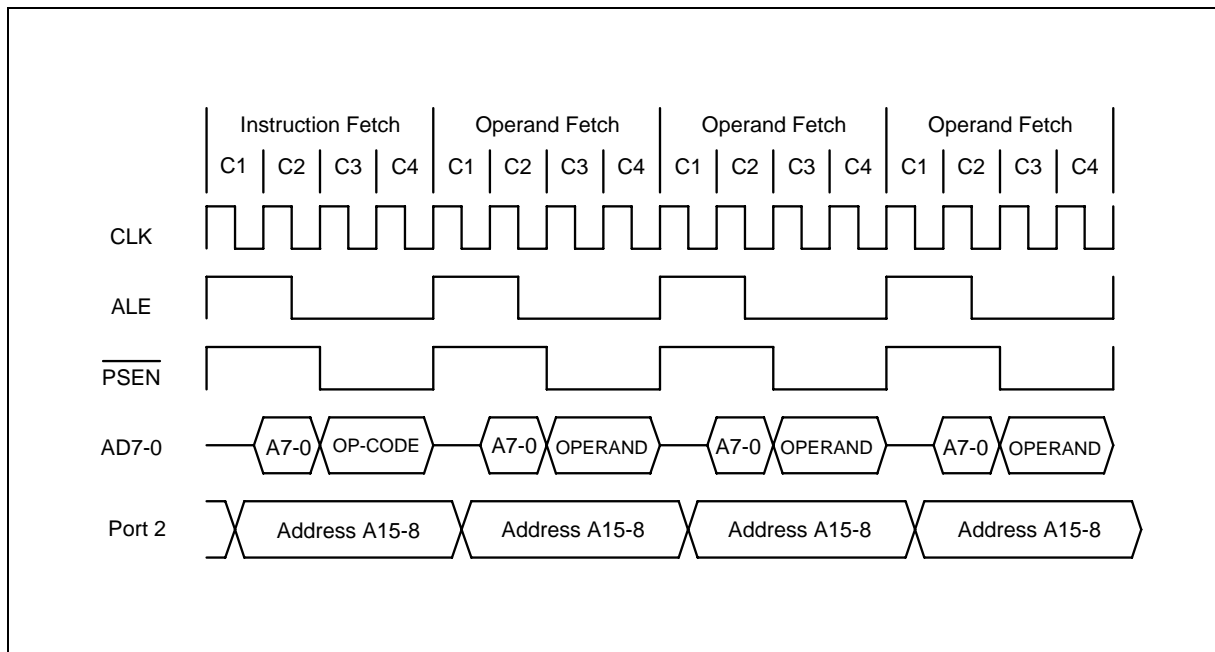 Instruction Fetch Operand Fetch Operand Fetch Operand Fetch
C1 C2 C3 C4 C1 C2 C3 C4 C1 C2 C3 C4 C1 C2 C3 C4
CLK
ALE
PSEN
AD7-0 A7-0 OP-CODE A7-0 OPERAND A7-0 OPERAND A7-0 OPERAND
Port 2 Address A15-8 Address A15-8 Address A15-8 Address A15-8